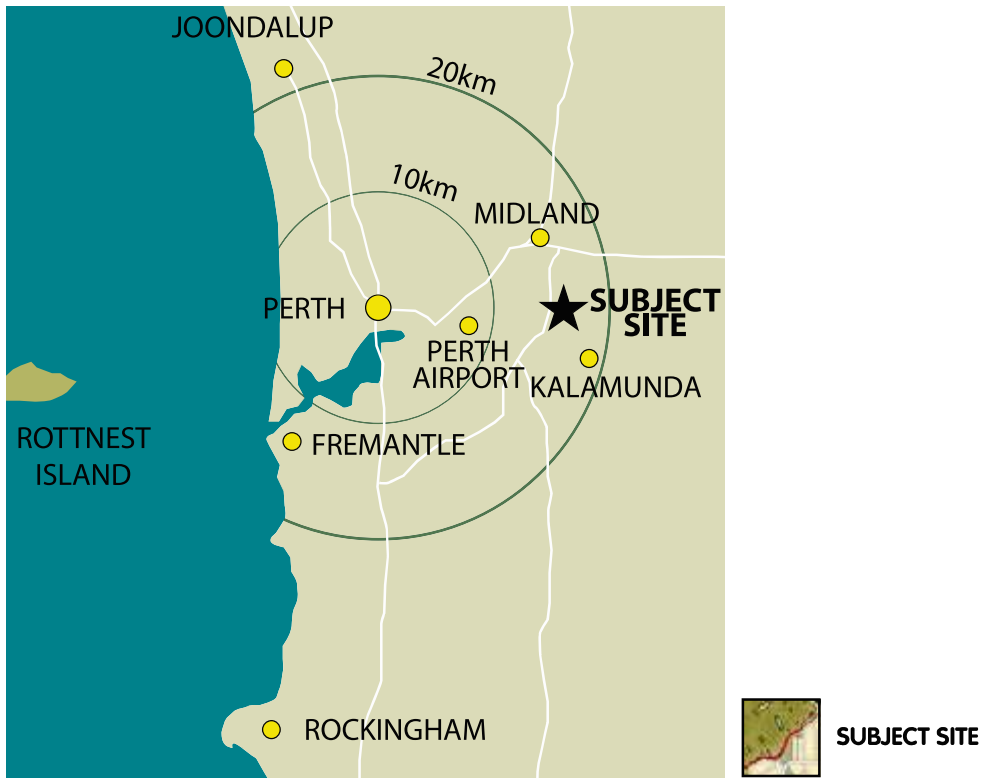 JOONDALUP
20km
10km
MIDLAND
PERTH
SUBJECT
SITE
PERTH
AIRPORT
KALAMUNDA
ROTTNEST
ISLAND
FREMANTLE
ROCKINGHAM
SUBJECT SITE